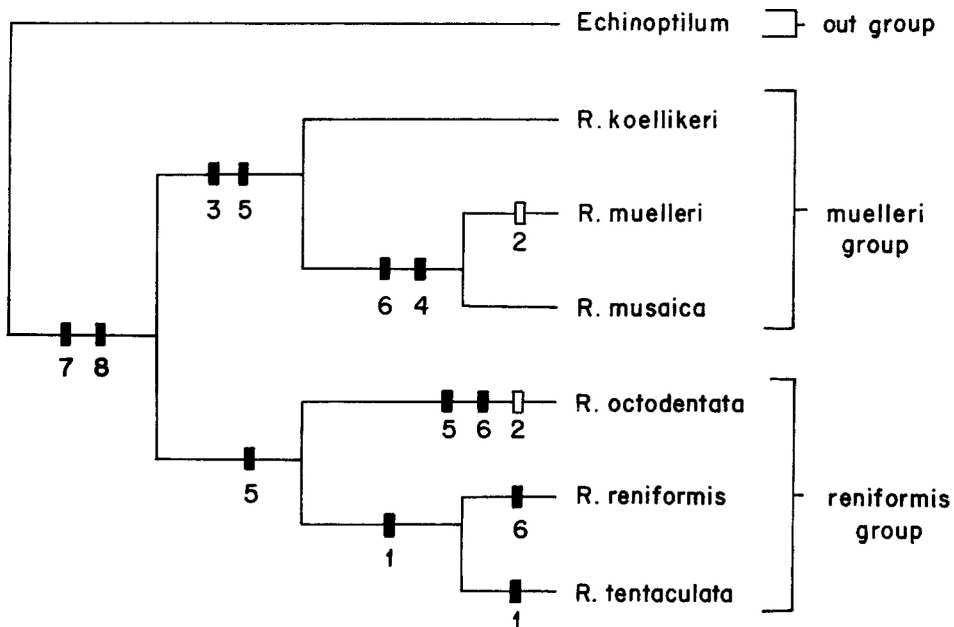 Echinoptilum
out group
R. koellikeri
3 5
R. muelleri
2
muelleri
group
6 4
R. musaica
7 8
R. octodentata
5 6 2
5
R. reniformis
6
reniformis
group
1
R. tentaculata
1